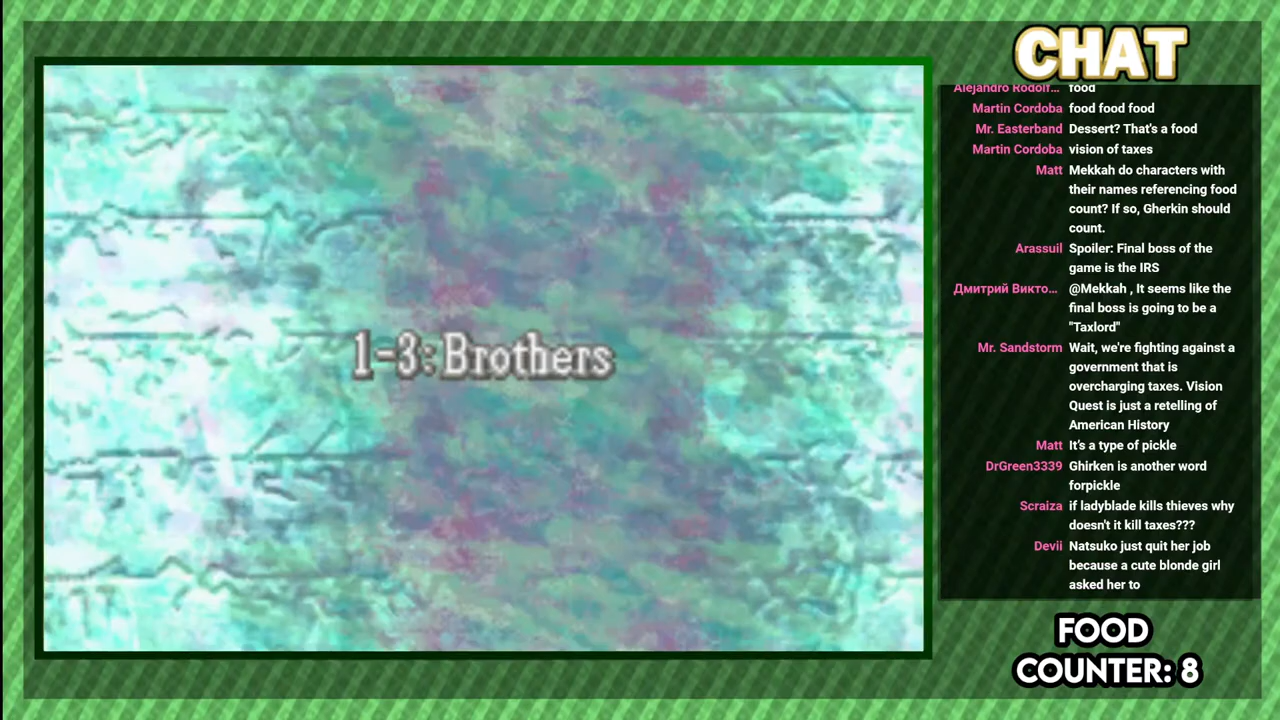 1-3: Brothers
CHAT
Alejandro Rodolf... food
Martin Cordoba food food food
Mr. Easterband Dessert? That's a food
Martin Cordoba vision of taxes
Matt Mekkah do characters with
their names referencing food
count? If so, Gherkin should
count.
Arassuil Spoiler: Final boss of the
game is the IRS
Дмитрий Викто... @Mekkah , It seems like the
final boss is going to be a
"Taxlord"
Mr. Sandstorm Wait, we're fighting against a
government that is
overcharging taxes. Vision
Quest is just a retelling of
American History
Matt It's a type of pickle
DrGreen3339 Ghirken is another word
forpickle
Scraiza if ladyblade kills thieves why
doesn't it kill taxes???
Devii Natsuko just quit her job
because a cute blonde girl
asked her to
FOOD
COUNTER: 8